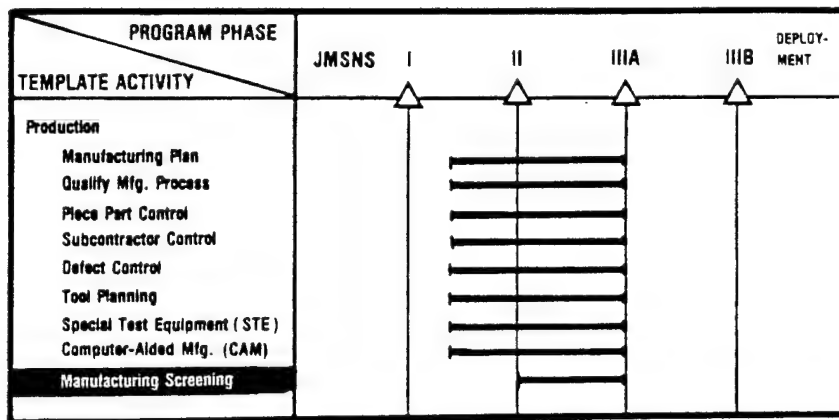 PROGRAM PHASE
TEMPLATE ACTIVITY
JMSNS I II IIIA IIIB DEPLOY-
MENT
Production
Manufacturing Plan
Qualify Mfg. Process
Piece Part Control
Subcontractor Control
Defect Control
Tool Planning
Special Test Equipment (STE)
Computer-Aided Mfg. (CAM)
Manufacturing Screening